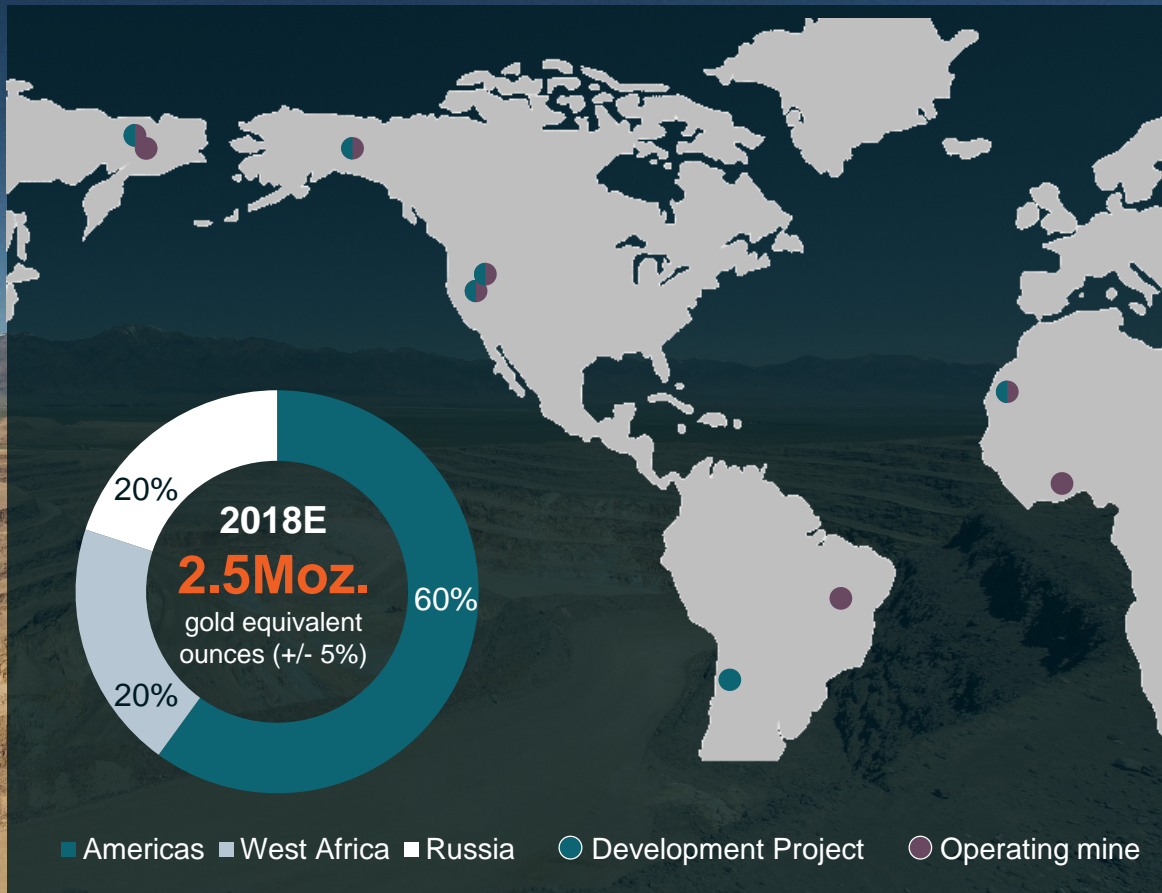 20%
2018E
2.5Moz.
gold equivalent
ounces (+/- 5%)
60%
20%
Americas West Africa Russia Development Project Operating mine